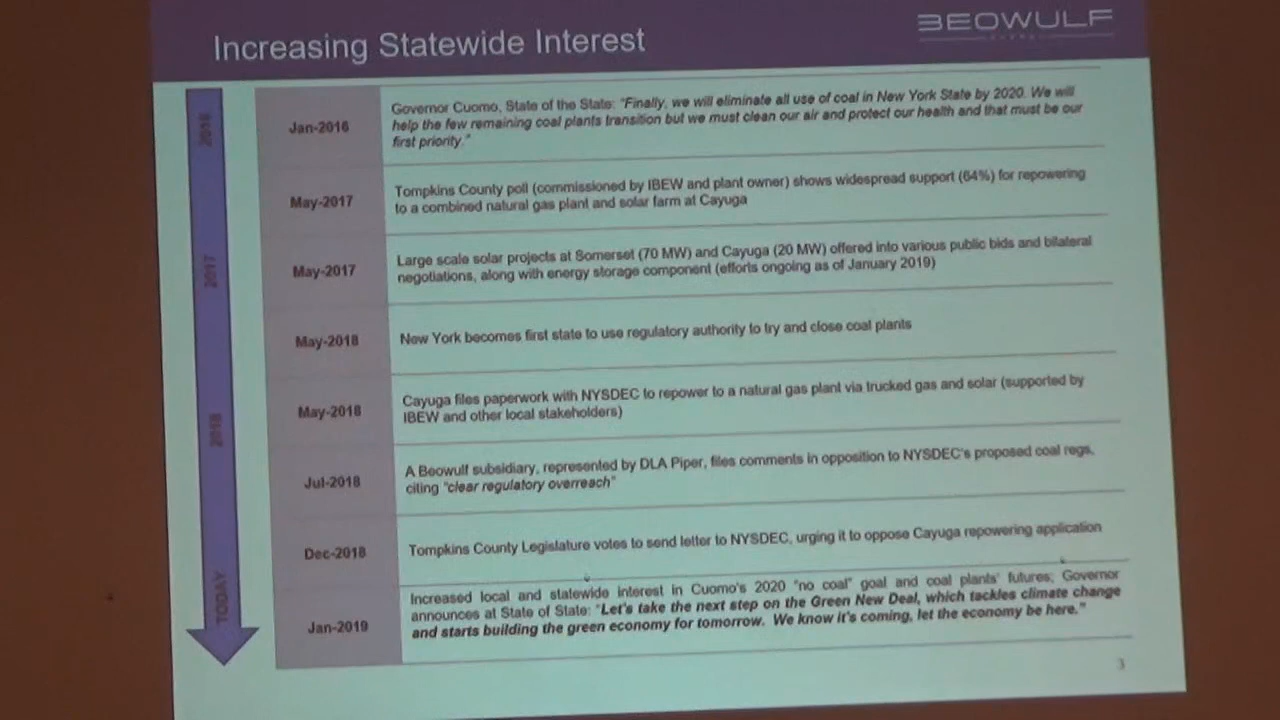 Increasing Statewide Interest
BEOWULF
2016
Jan-2016
Governor Cuomo, State of the State: "Finally, we will eliminate all use of coal in New York State by 2020. We will
help the few remaining coal plants transition but we must clean our air and protect our health and that must be our
first priority."
May-2017
Tompkins County poll (commissioned by IBEW and plant owner) shows widespread support (64%) for repowering
to a combined natural gas plant and solar farm at Cayuga
2017
May-2017
Large scale solar projects at Somerset (70 MW) and Cayuga (20 MW) offered into various public bids and bilateral
negotiations, along with energy storage component (efforts ongoing as of January 2019)
May-2018
New York becomes first state to use regulatory authority to try and close coal plants
2018
May-2018
Cayuga files paperwork with NYSDEC to repower to a natural gas plant via trucked gas and solar (supported by
IBEW and other local stakeholders)
Jul-2018
A Beowulf subsidiary, represented by DLA Piper, files comments in opposition to NYSDEC's proposed coal regs,
citing "clear regulatory overreach"
Dec-2018
Tompkins County Legislature votes to send letter to NYSDEC, urging it to oppose Cayuga repowering application
TODAY
Jan-2019
Increased local and statewide interest in Cuomo's 2020 "no coal" goal and coal plants' futures; Governor
announces at State of State: "Let's take the next step on the Green New Deal, which tackles climate change
and starts building the green economy for tomorrow. We know it's coming, let the economy be here."
3